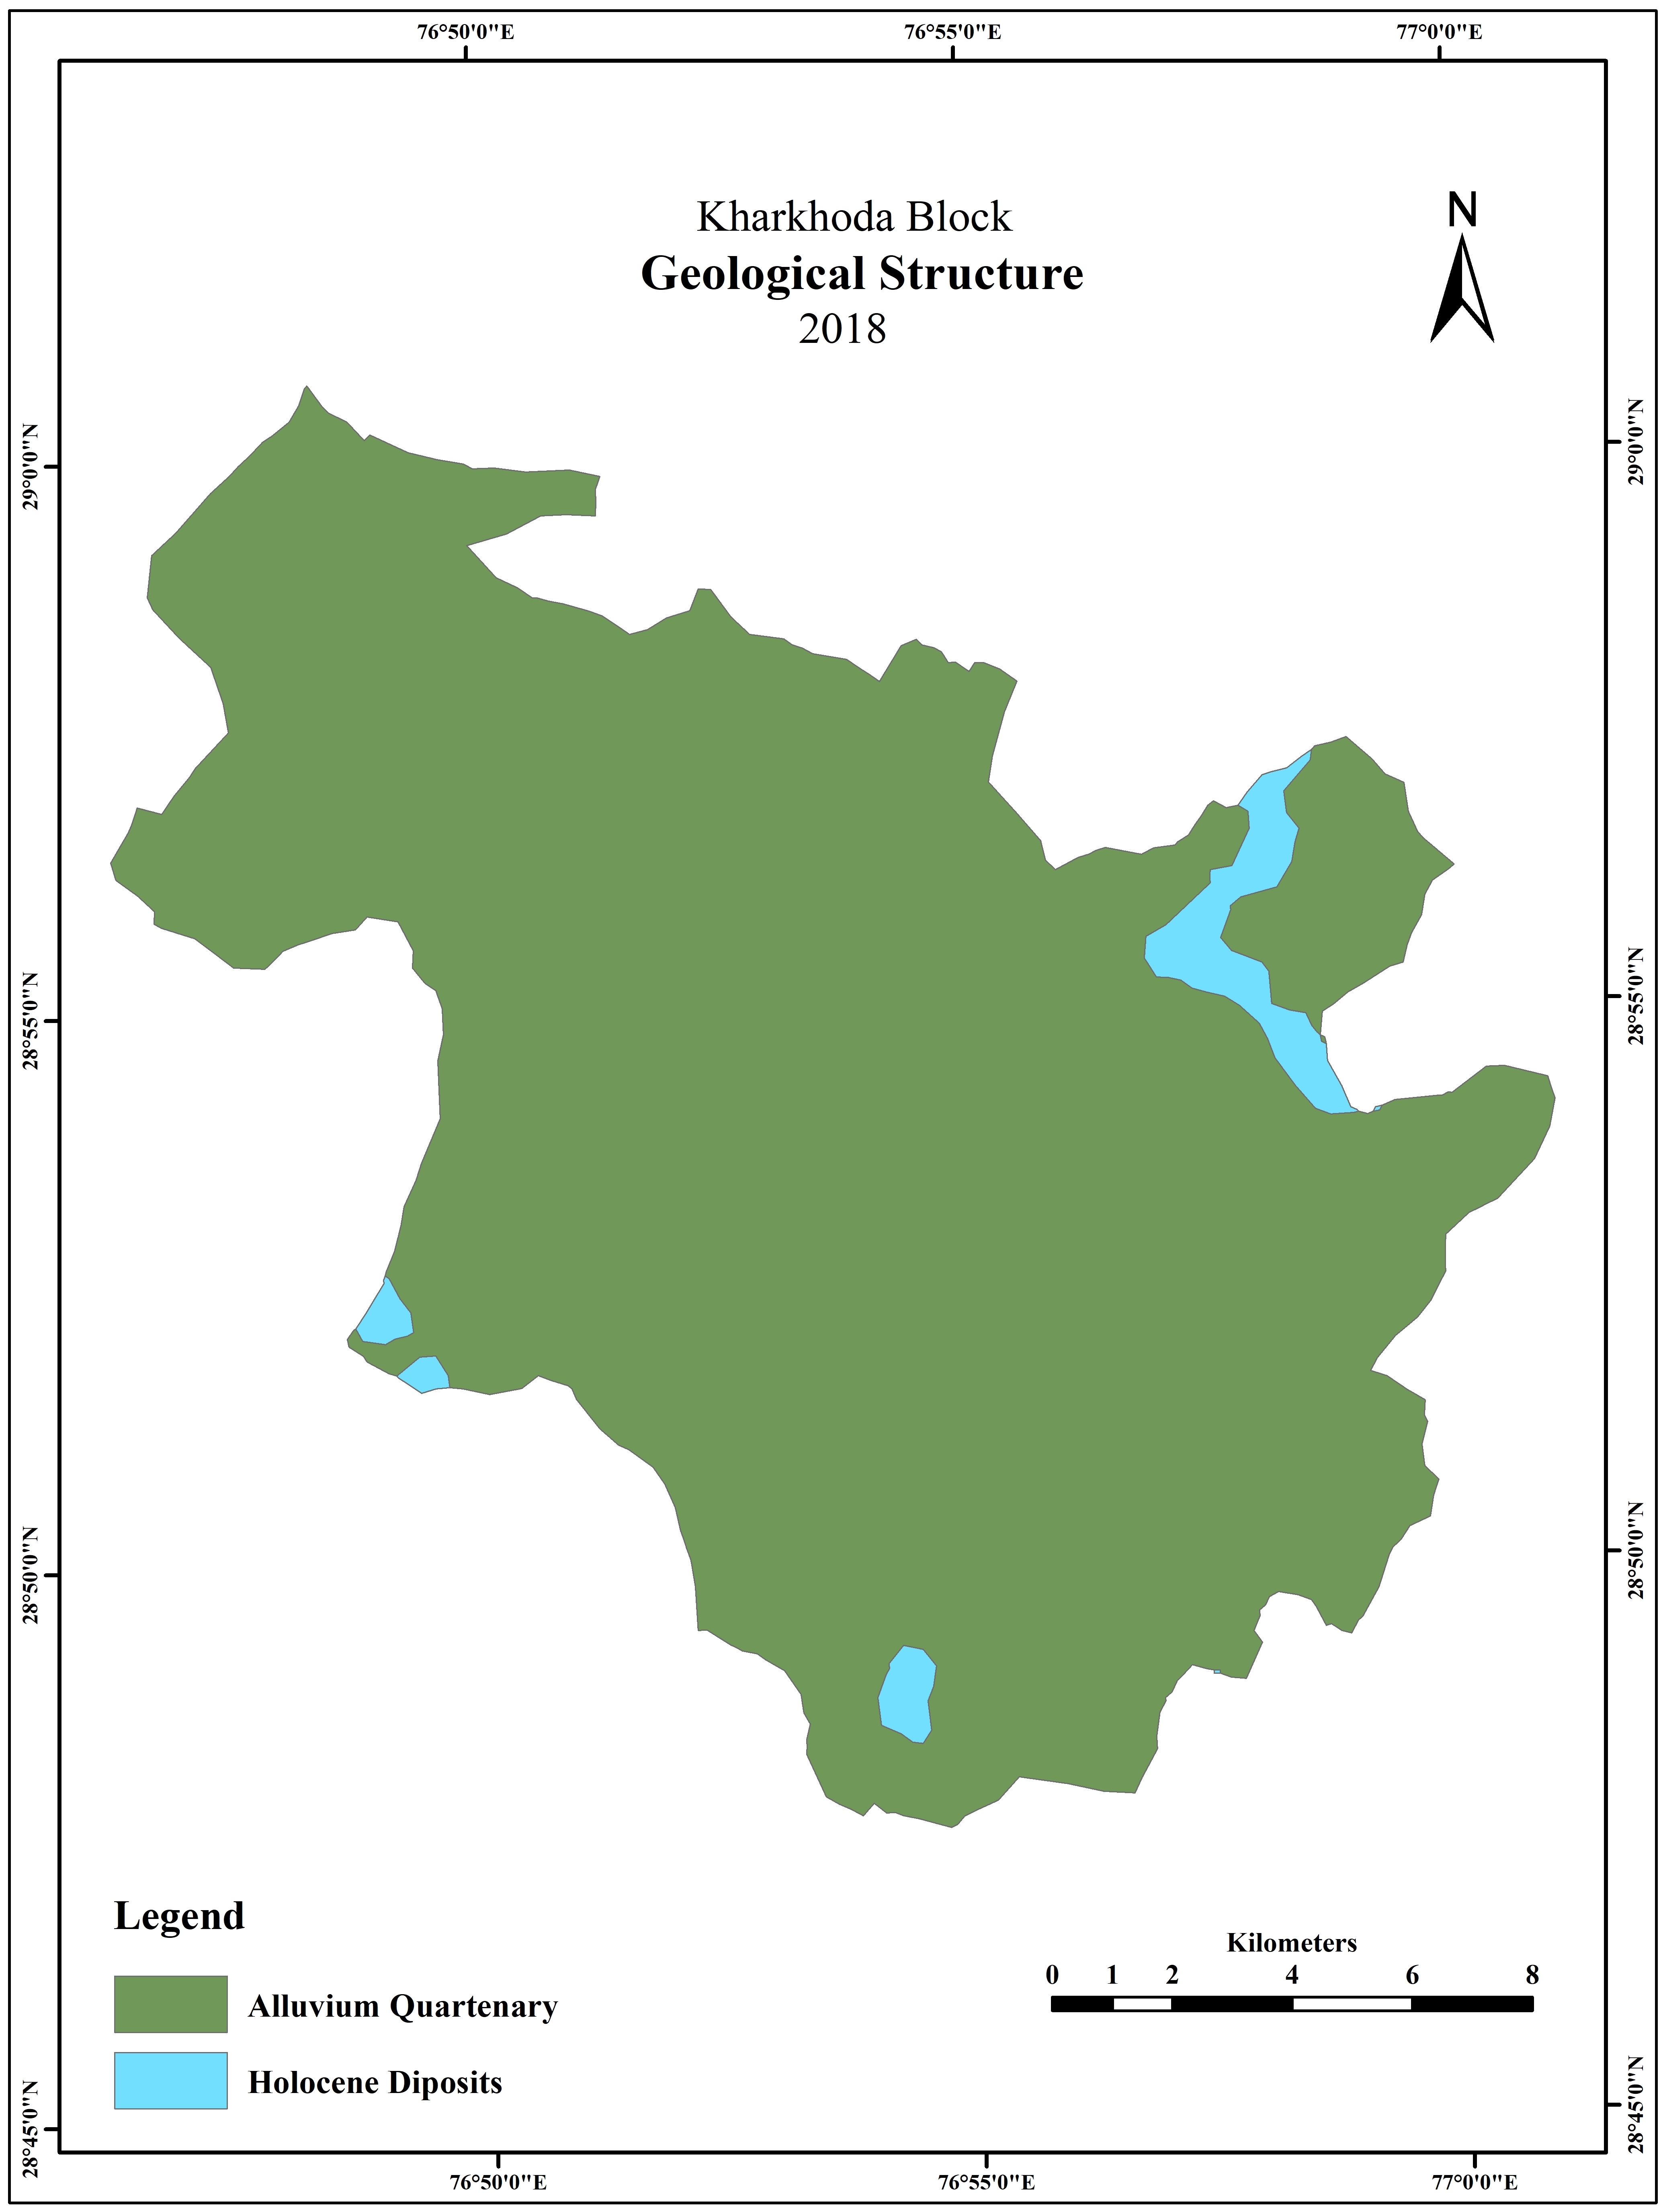 76°50'0"E 76°55'0"E 77°0'0"E
Kharkhoda Block
Geological Structure
2018
N
29°0'0"N 29°0'0"N
28°55'0"N 28°55'0"N
28°50'0"N 28°50'0"N
28°45'0"N 28°45'0"N
Legend
Alluvium Quartenary
Holocene Diposits
Kilometers
0 1 2 4 6 8
76°50'0"E 76°55'0"E 77°0'0"E